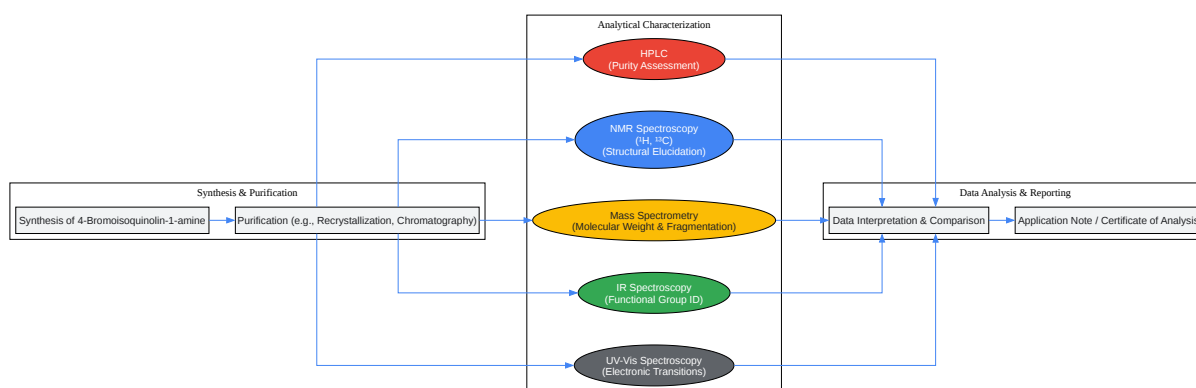 Analytical Characterization
HPLC
(Purity Assessment)
NMR Spectroscopy
(¹H, ¹³C)
(Structural Elucidation)
Synthesis & Purification
Synthesis of 4-Bromoisoquinolin-1-amine
Purification (e.g., Recrystallization, Chromatography)
Mass Spectrometry
(Molecular Weight & Fragmentation)
Data Analysis & Reporting
Data Interpretation & Comparison
Application Note / Certificate of Analysis
IR Spectroscopy
(Functional Group ID)
UV-Vis Spectroscopy
(Electronic Transitions)